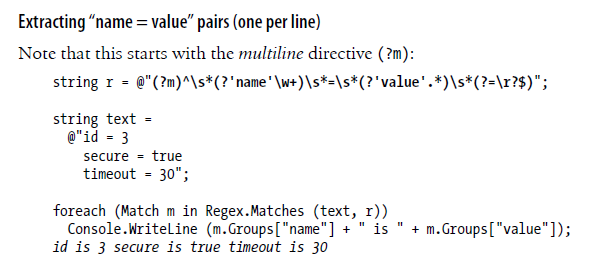 Extracting “name = value” pairs (one per line)
Note that this starts with the multiline directive (?m):
string r = @"(?m)^\s*(?'name'\w+)\s*=\s*(?'value'.*)\s*(?=\r?$)";
string text =
@"id = 3
secure = true
timeout = 30";
foreach (Match m in Regex.Matches (text, r))
Console.WriteLine (m.Groups["name"] + " is " + m.Groups["value"]);
id is 3 secure is true timeout is 30